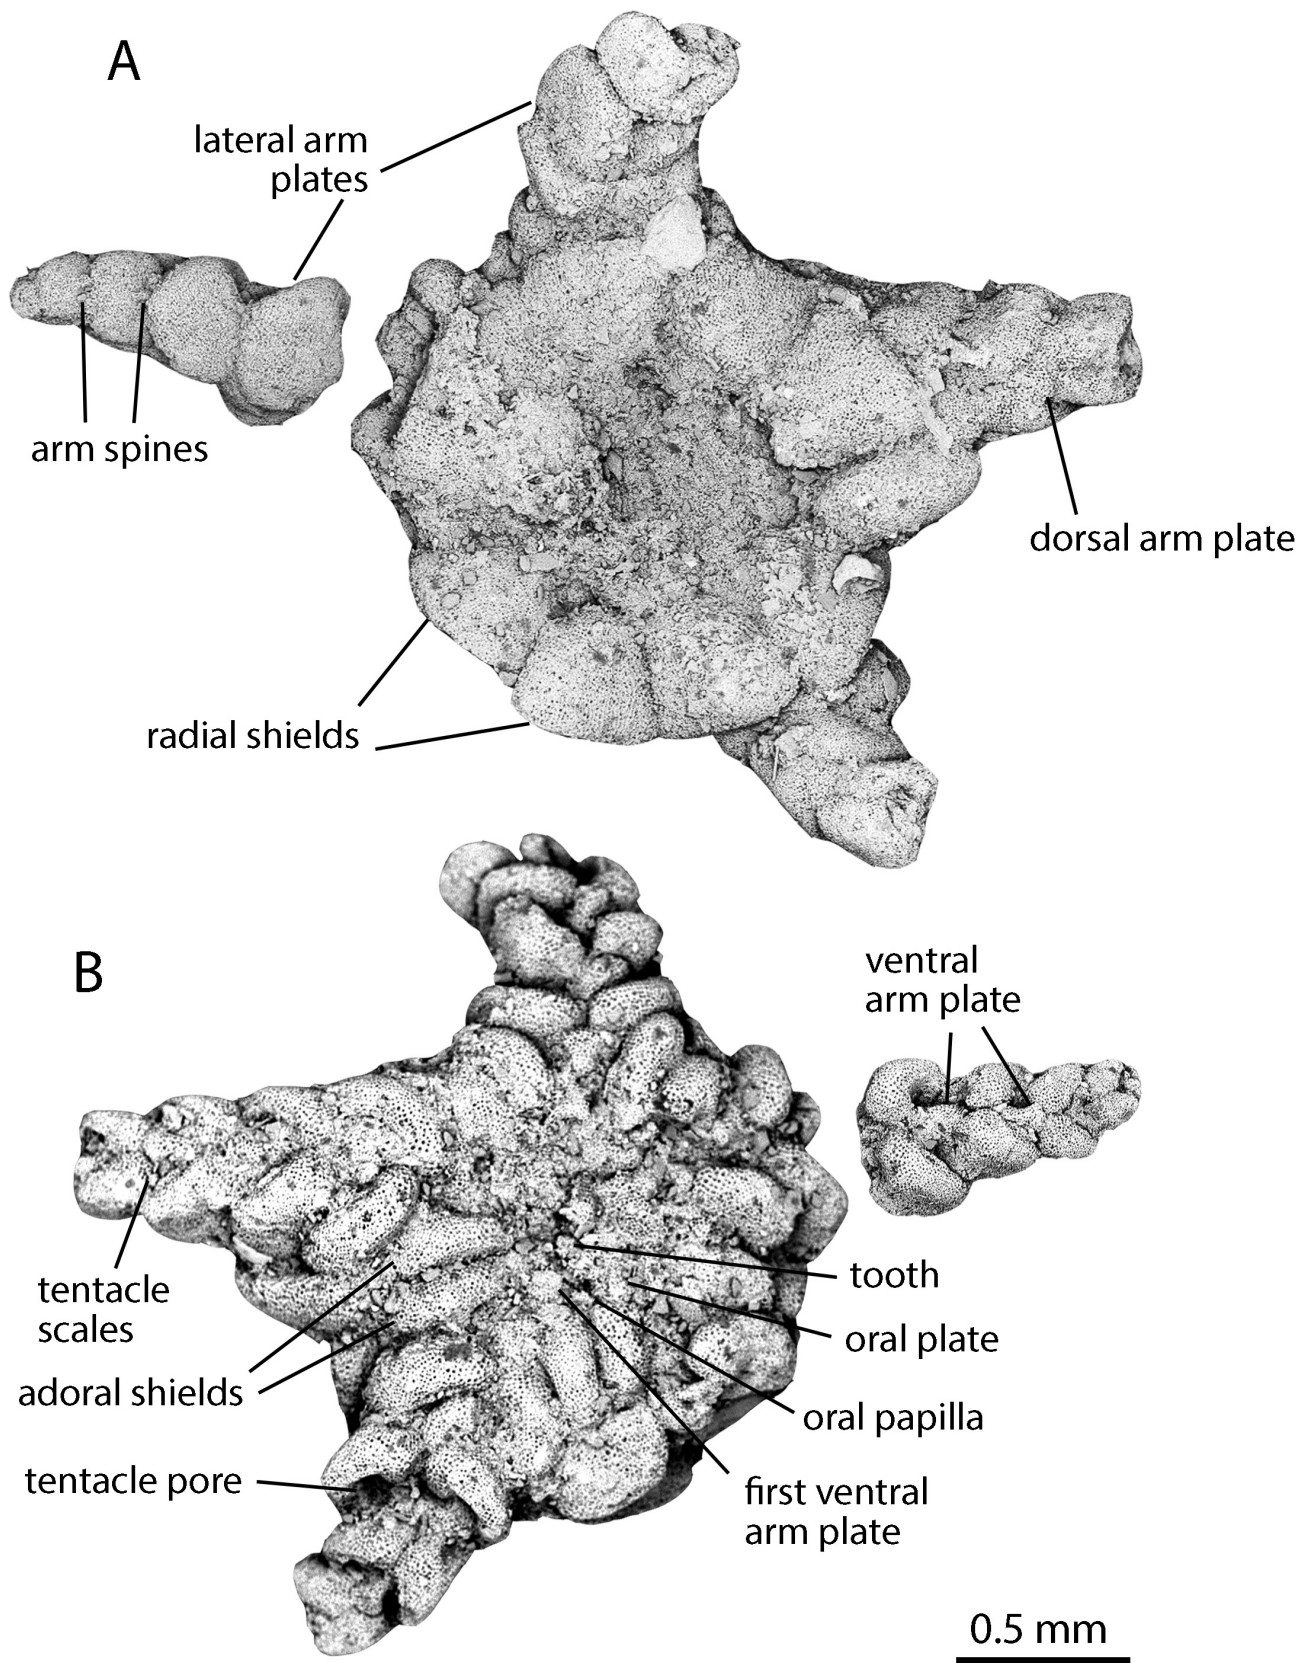 A
lateral arm
plates
arm spines
dorsal arm plate
radial shields
B
ventral
arm plate
tentacle
scales
tooth
oral plate
adoral shields
oral papilla
tentacle pore
first ventral
arm plate
0.5 mm